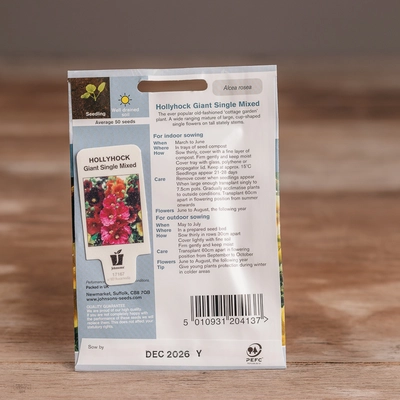 Alcea rosea
Hollyhock Giant Single Mixed
The ever popular old-fashioned 'cottage garden'
plant. A wide ranging mixture of large, cup-shaped
single flowers on tall stately stems.
Seedling
Average 50 seeds
HOLLYHOCK
Giant Single Mixed
For indoor sowing
When March to June
Where In trays of seed compost
How Sow thinly, cover with a fine layer of
compost. Firm gently and keep moist
Cover tray with glass, polythene or
propagator lid. Keep at approx. 15°C
Seedlings appear 21-28 days
Care Remove cover when seedlings appear
When large enough transplant singly to
7.5cm pots. Gradually acclimatise plants
to outside conditions. Transplant 60cm
apart in flowering position from summer
onwards
Flowers June to August, the following year
For outdoor sowing
When May to July
Where In a prepared seed bed
How Sow thinly in rows 30cm apart
Cover lightly with fine soil
Firm gently and keep moist
Care Transplant 60cm apart in flowering
position from September to October
Flowers June to August, the following year
Tip Give young plants protection during winter
in colder areas
Packed in UK
Newmarket, Suffolk, CB8 7QB
www.johnsons-seeds.com
5 010931 204137 >
Sow by
DEC 2026 Y
PEFC